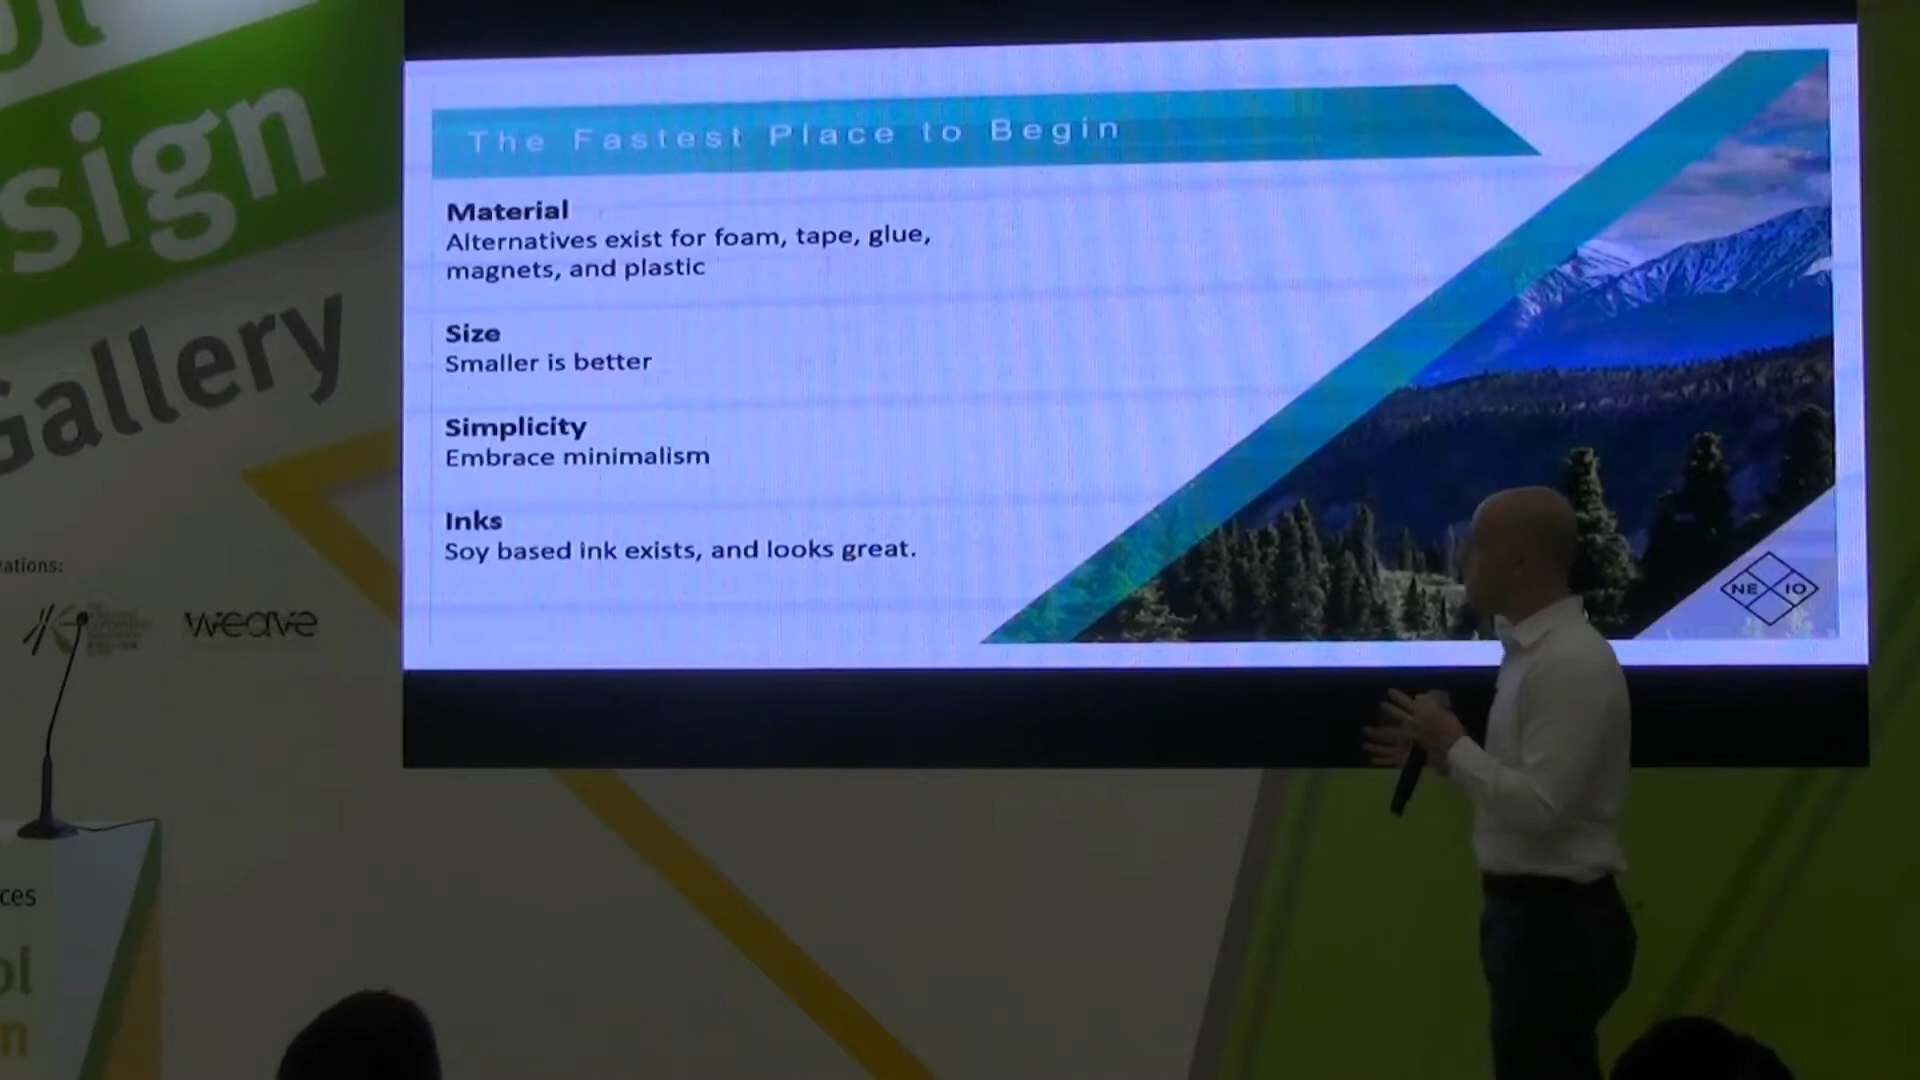 sign
Gallery
ations:
weave
ces
ol
n
The Fastest Place to Begin
Material
Alternatives exist for foam, tape, glue,
magnets, and plastic
Size
Smaller is better
Simplicity
Embrace minimalism
Inks
Soy based ink exists, and looks great.
NE IO